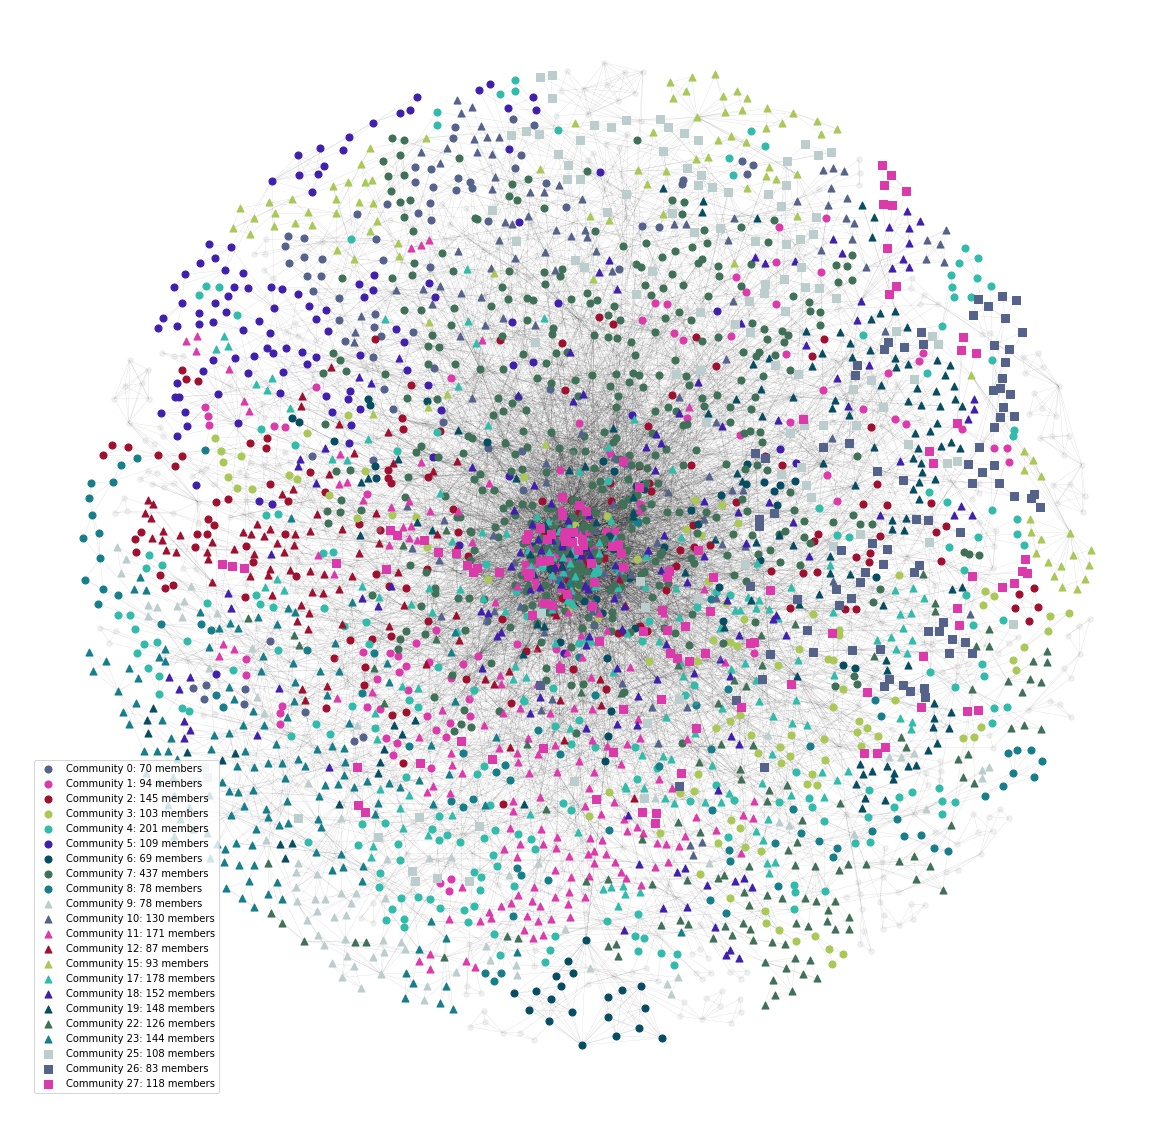 Community 0: 70 members
Community 1: 94 members
Community 2: 145 members
Community 3: 103 members
Community 4: 201 members
Community 5: 109 members
Community 6: 69 members
Community 7: 437 members
Community 8: 78 members
Community 9: 78 members
Community 10: 130 members
Community 11: 171 members
Community 12: 87 members
Community 15: 93 members
Community 17: 178 members
Community 18: 152 members
Community 19: 148 members
Community 22: 126 members
Community 23: 144 members
Community 25: 108 members
Community 26: 83 members
Community 27: 118 members